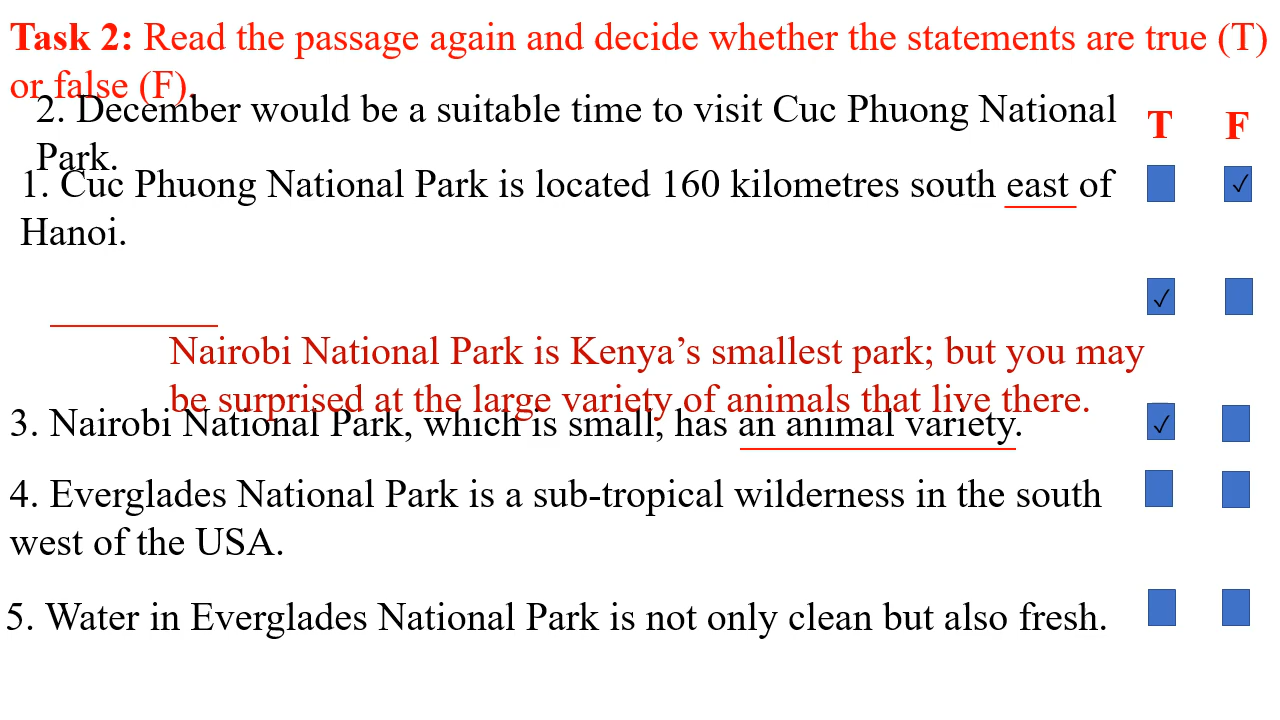 Task 2: Read the passage again and decide whether the statements are true (T)
or false (F).
2. December would be a suitable time to visit Cuc Phuong National
Park.
T F
1. Cuc Phuong National Park is located 160 kilometres south east of
Hanoi.
✓
✓
Nairobi National Park is Kenya’s smallest park; but you may
be surprised at the large variety of animals that live there.
3. Nairobi National Park, which is small, has an animal variety.
✓
4. Everglades National Park is a sub-tropical wilderness in the south
west of the USA.
5. Water in Everglades National Park is not only clean but also fresh.